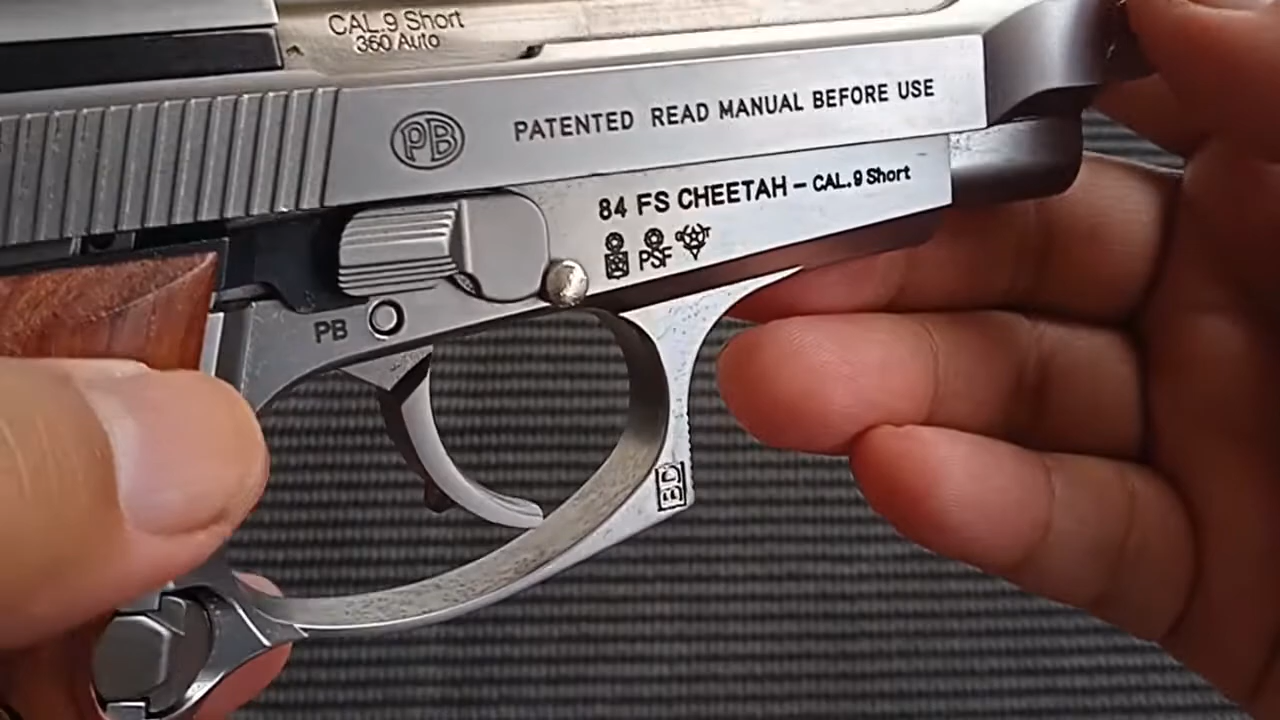 CAL.9 Short
360 Auto
PB
PATENTED READ MANUAL BEFORE USE
84 FS CHEETAH – CAL.9 Short
PSF
PB
BD